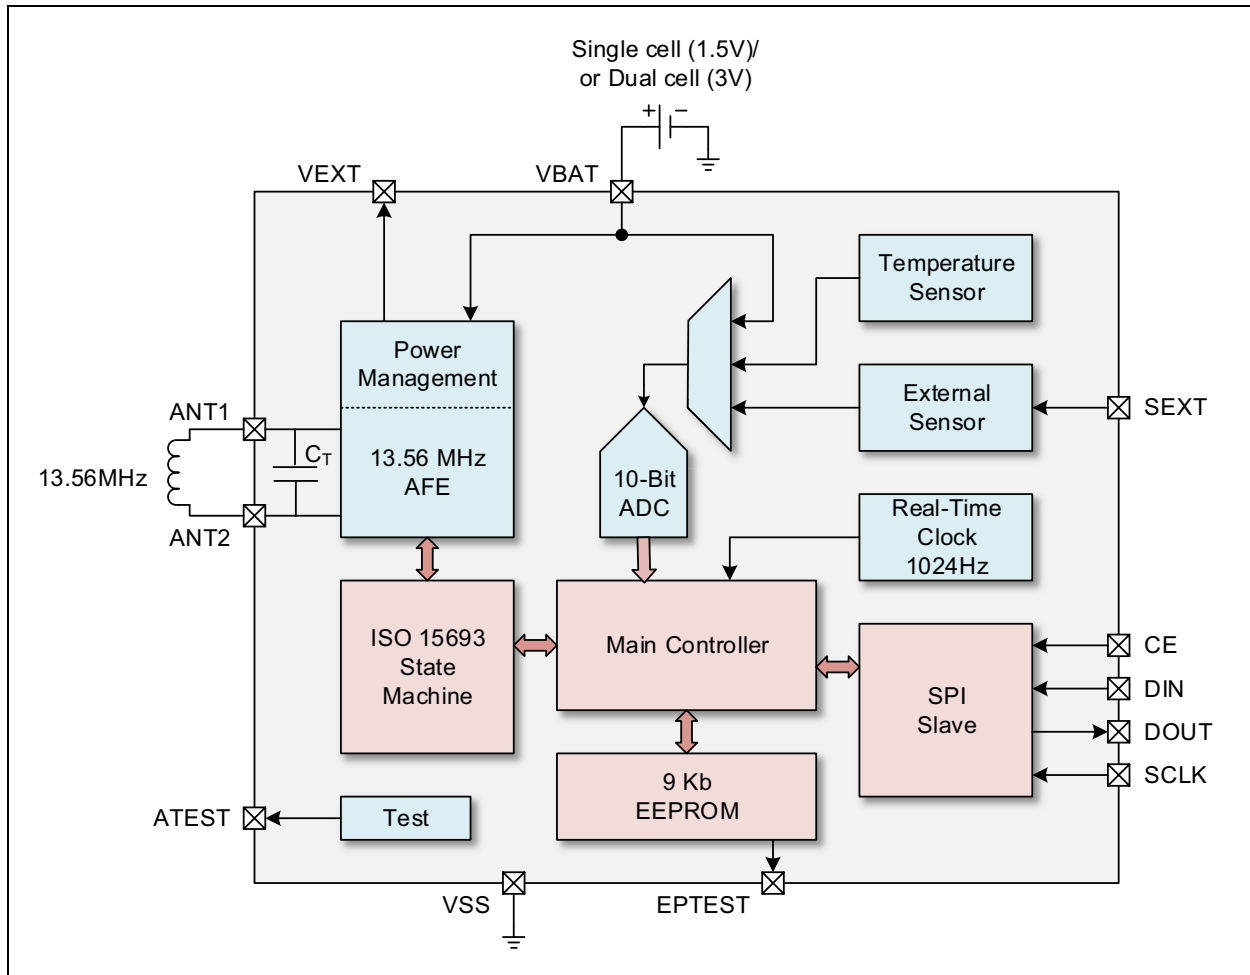 Single cell (1.5V)/
or Dual cell (3V)
+ −
VEXT
VBAT
Temperature
Sensor
Power
Management
ANT1
External
Sensor
SEXT
13.56MHz
CT
13.56 MHz
AFE
10-Bit
ADC
ANT2
Real-Time
Clock
1024Hz
ISO 15693
State
Machine
Main Controller
CE
SPI
Slave
DIN
DOUT
SCLK
9 Kb
EEPROM
ATEST
Test
VSS
EPTEST